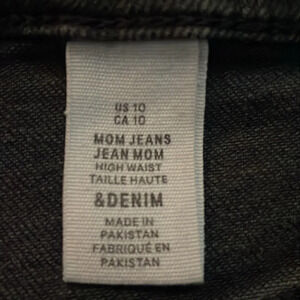 US 10
CA 10
MOM JEANS
JEAN MOM
HIGH WAIST
TAILLE HAUTE
&DENIM
MADE IN
PAKISTAN
FABRIQUÉ EN
PAKISTAN